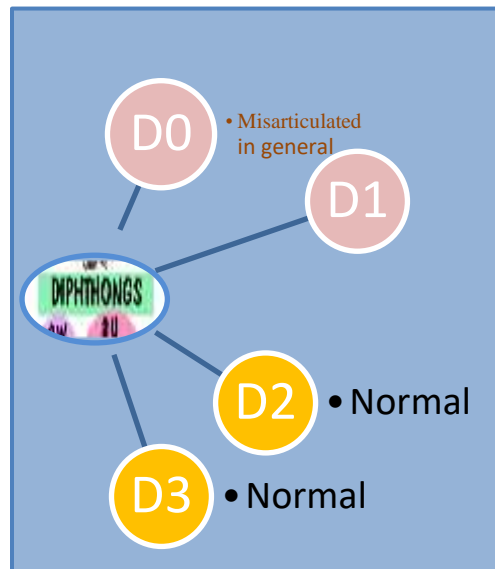 D0
• Misarticulated
in general
D1
DIPHTHONGS
D2
• Normal
D3
• Normal